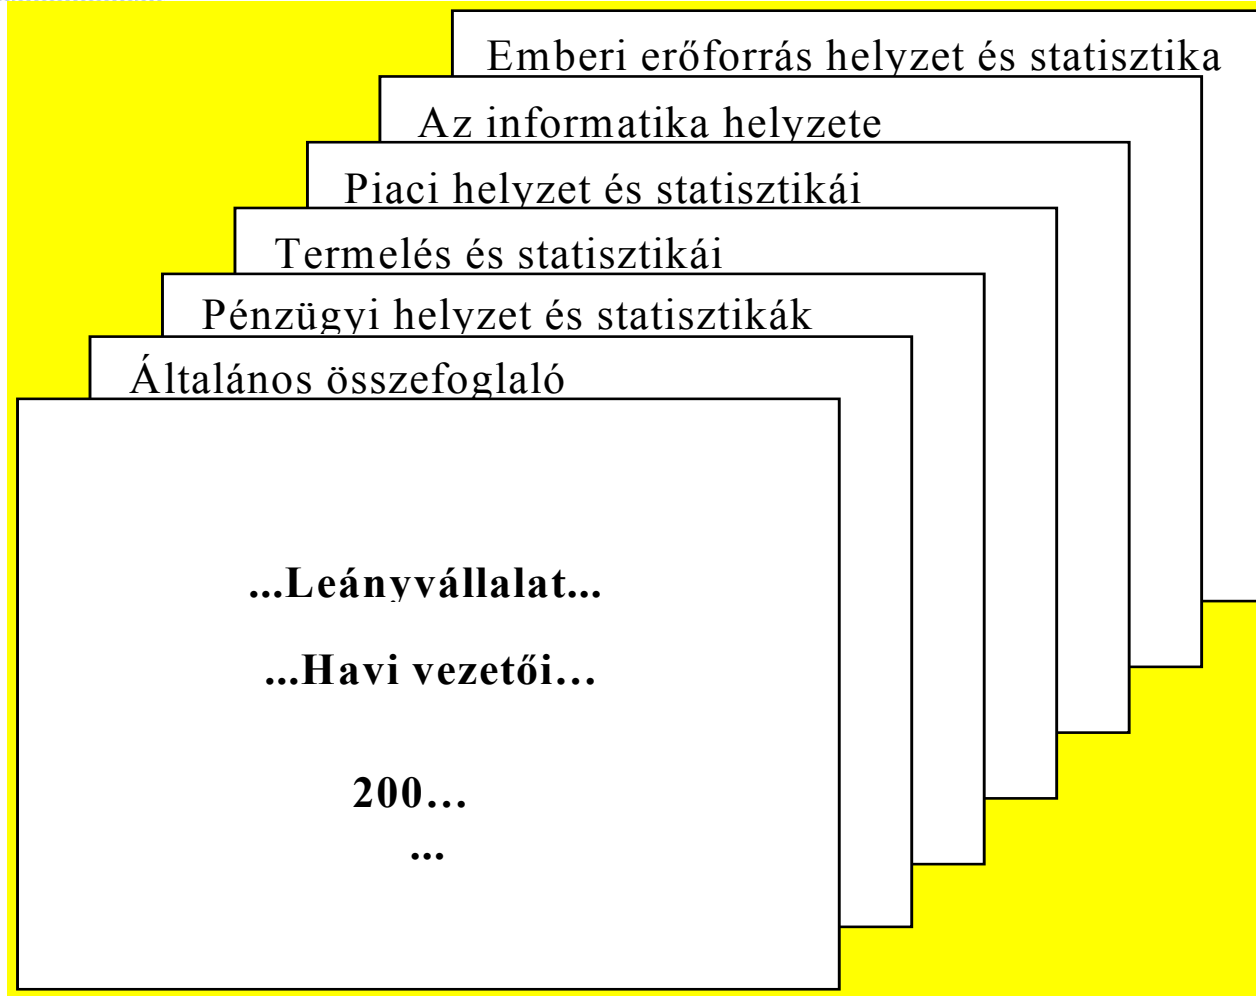 Emberi erőforrás helyzet és statisztika
Az informatika helyzete
Piaci helyzet és statisztikái
Termelés és statisztikái
Pénzügyi helyzet és statisztikák
Általános összefoglaló
...Leányvállalat...
...Havi vezetői...
200...
...